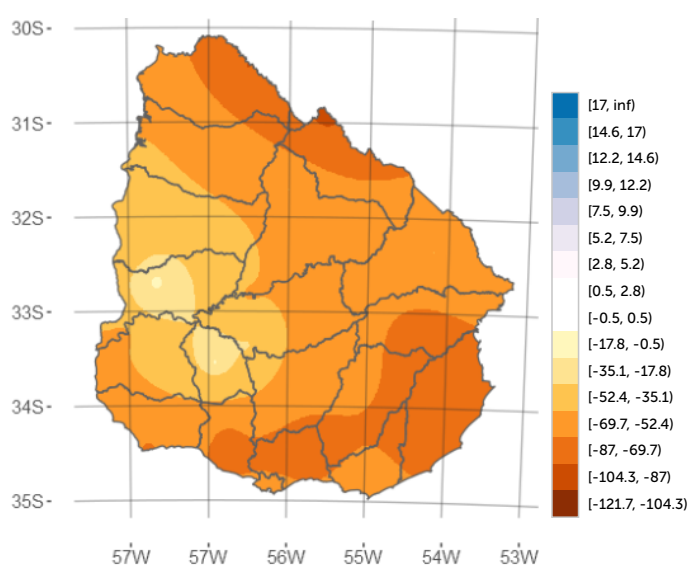 30S
31S
32S
33S
34S
35S
57W 57W 56W 55W 54W 53W
[17, inf)
[14.6, 17)
[12.2, 14.6)
[9.9, 12.2)
[7.5, 9.9)
[5.2, 7.5)
[2.8, 5.2)
[0.5, 2.8)
[-0.5, 0.5)
[-17.8, -0.5)
[-35.1, -17.8)
[-52.4, -35.1)
[-69.7, -52.4)
[-87, -69.7)
[-104.3, -87)
[-121.7, -104.3)